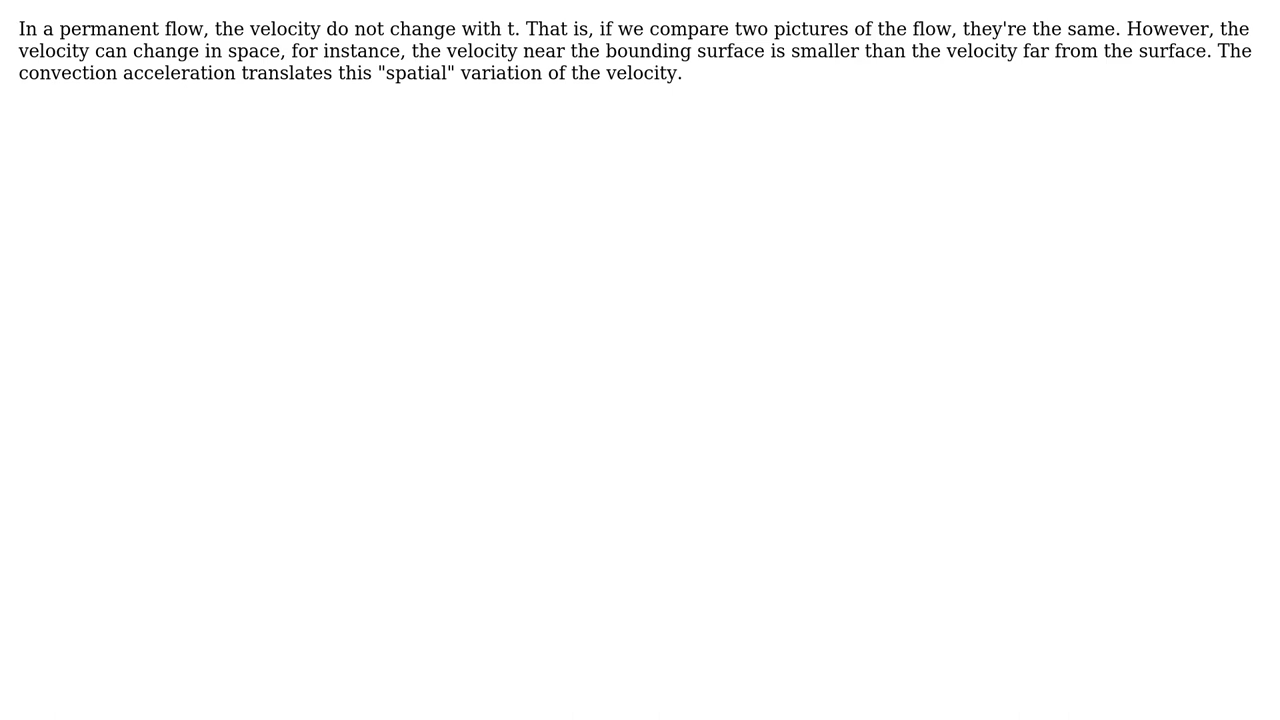 In a permanent flow, the velocity do not change with t. That is, if we compare two pictures of the flow, they're the same. However, the
velocity can change in space, for instance, the velocity near the bounding surface is smaller than the velocity far from the surface. The
convection acceleration translates this "spatial" variation of the velocity.